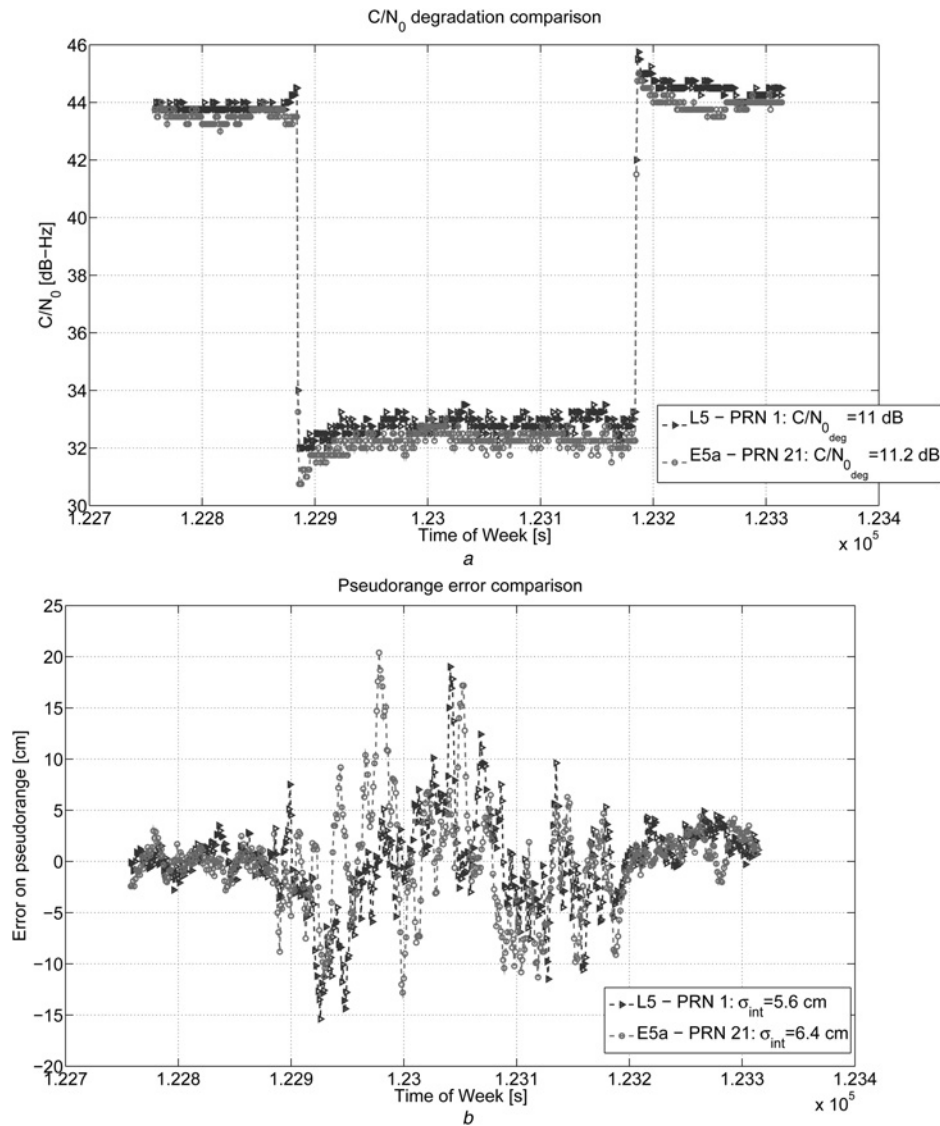 C/N0 degradation comparison
46
44
42
40
38
36
34
33
32
30
C/N0 [dB−Hz]
L5 − PRN 1: C/N0deg =11 dB
E5a − PRN 21: C/N0deg =11.2 dB
1.227 1.228 1.229 1.23 1.231 1.232 1.233 1.234
Time of Week [s]
x 10^5
a
Pseudorange error comparison
25
20
15
10
5
0
−5
−10
−15
−20
Error on pseudorange [cm]
L5 − PRN 1: σint=5.6 cm
E5a − PRN 21: σint=6.4 cm
1.227 1.228 1.229 1.23 1.231 1.232 1.233 1.234
Time of Week [s]
x 10^5
b